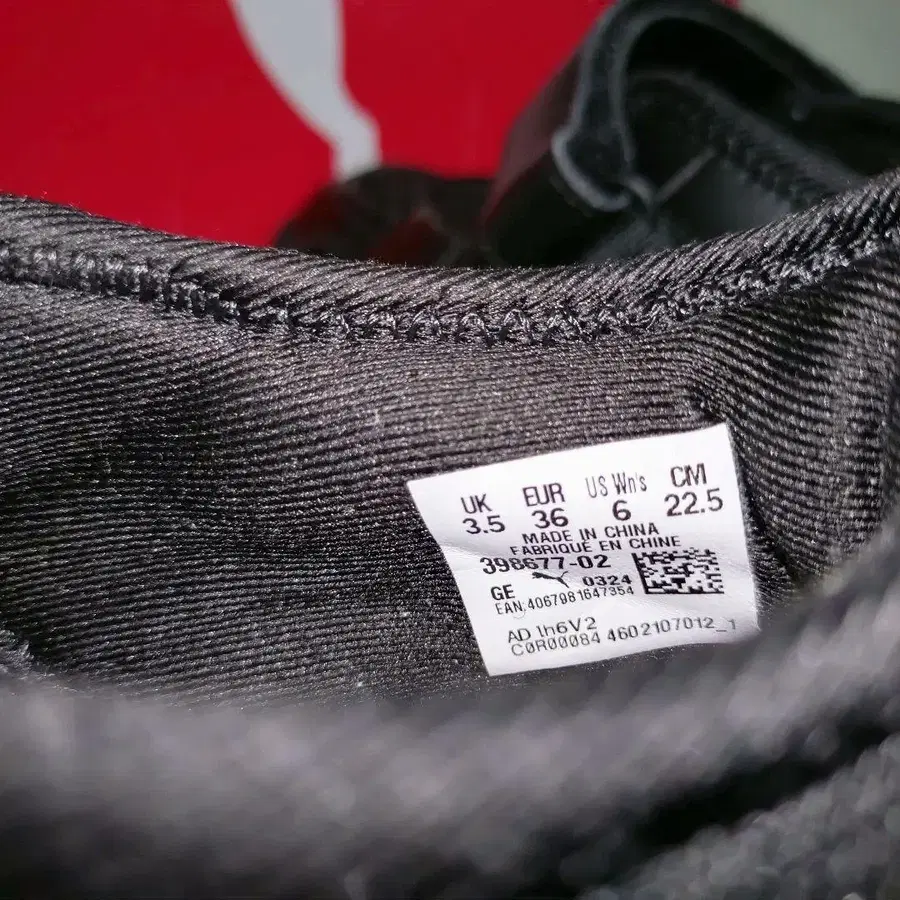 UK EUR US Wn's CM
3.5 36 6 22.5
MADE IN CHINA
FABRIQUE EN CHINE
398677-02
GE 0324
EAN:4067981647354
AD th6V2
C0R00084 4602107012_1